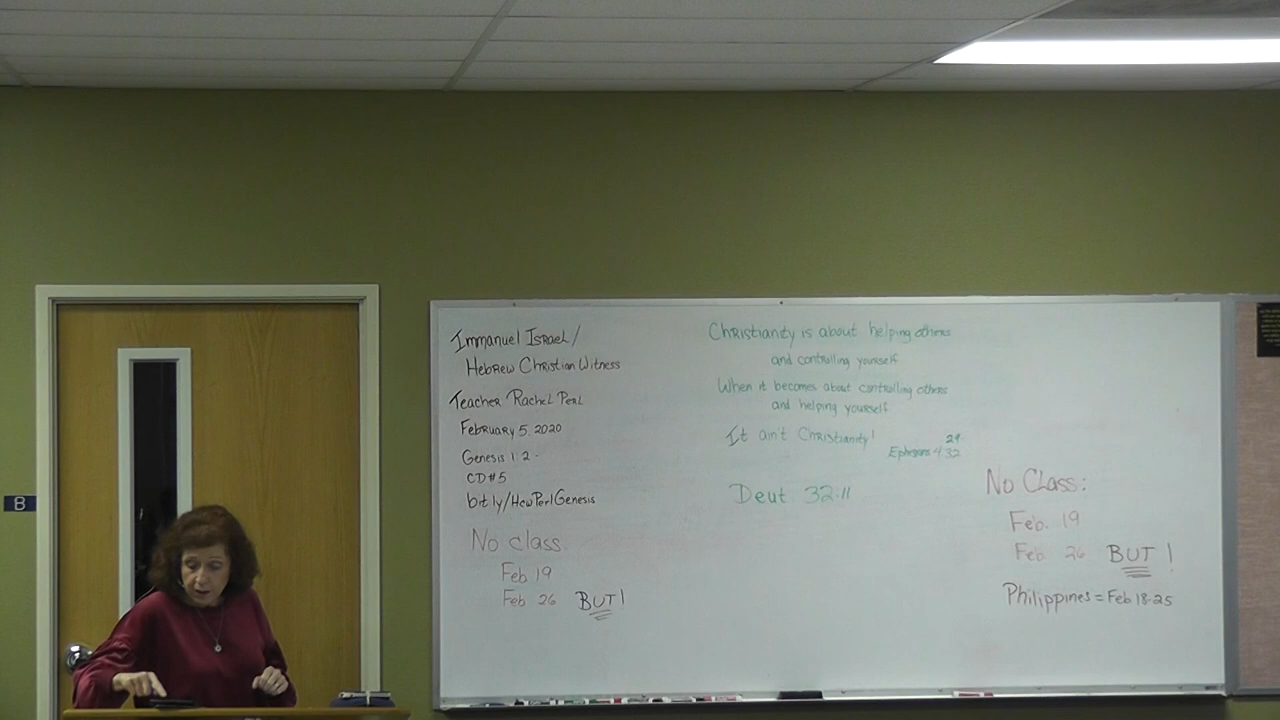 B
Immanuel Israel/
Hebrew Christian Witness
Teacher Rachel Perl
February 5, 2020
Genesis 1 2
CD#5
bit.ly/HcwPerlGenesis
No class
Feb 19
Feb 26 BUT!
Christianity is about helping others
and controlling yourself
When it becomes about controlling others
and helping yourself
It ain't Christianity!
29
Ephesians 4 32
Deut 32:11
No Class:
Feb. 19
Feb 26 BUT!
Philippines = Feb 18-25